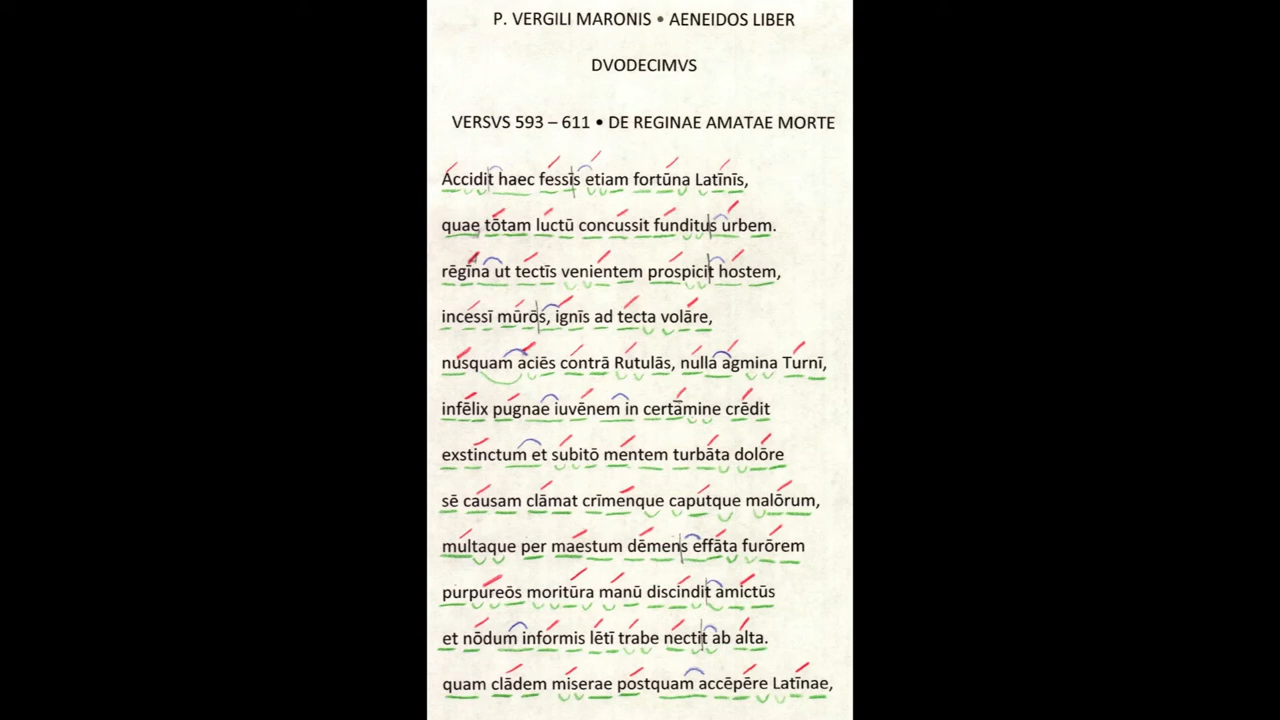 P. VERGILI MARONIS • AENEIDOS LIBER
DVODECIMVS
VERSVS 593 – 611 • DE REGINAE AMATAE MORTE
Accidit haec fessīs etiam fortūna Latīnīs,
quae tōtam luctū concussit funditus urbem.
rēgīna ut tectīs venientem prospicit hostem,
incessī mūrōs, ignīs ad tecta volāre,
nusquam aciēs contrā Rutulās, nulla agmina Turnī,
infēlix pugnae iuvēnem in certāmine crēdit
exstinctum et subitō mentem turbāta dolōre
sē causam clāmat crīmenque caputque malōrum,
multaque per maestum dēmens effāta furōrem
purpureōs moritūra manū discindit amictūs
et nōdum informis lētī trabe nectit ab alta.
quam clādem miserae postquam accēpēre Latīnae,